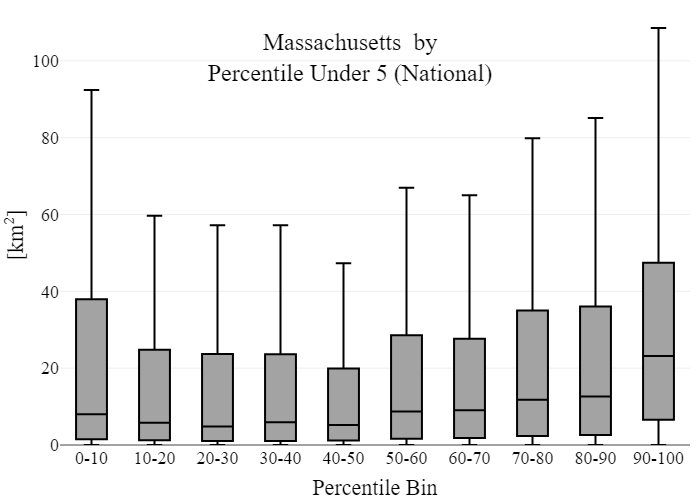 Massachusetts by
Percentile Under 5 (National)
100
80
60
40
20
0
[km²]
0-10 10-20 20-30 30-40 40-50 50-60 60-70 70-80 80-90 90-100
Percentile Bin